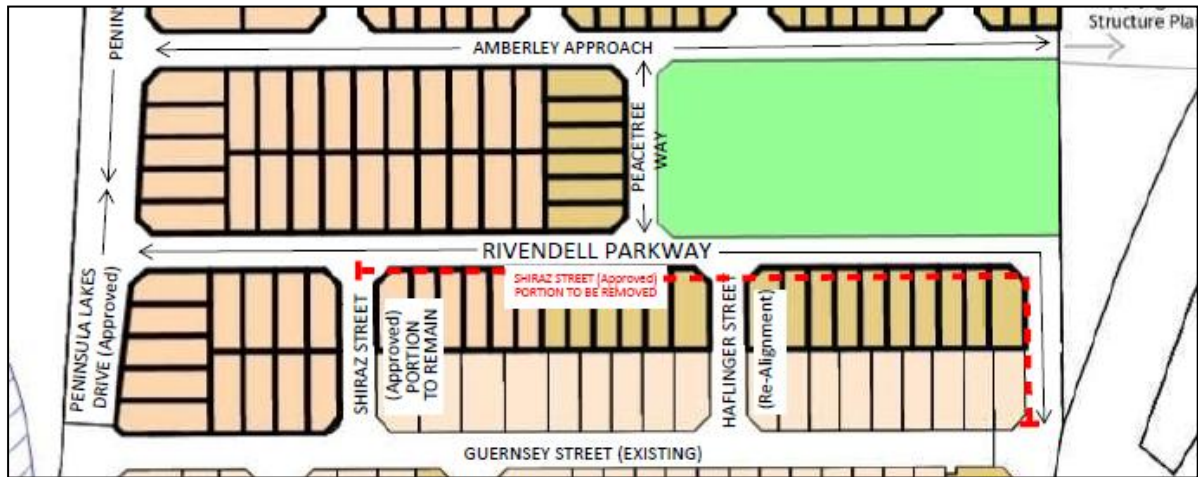 Structure Pla
PENINS
AMBERLEY APPROACH
PEACETREE
WAY
RIVENDELL PARKWAY
SHIRAZ STREET (Approved)
PORTION TO BE REMOVED
PENINSULA LAKES
DRIVE (Approved)
SHIRAZ STREET
(Approved)
PORTION
TO REMAIN
HAFLINGER STREET
(Re-Alignment)
GUERNSEY STREET (EXISTING)